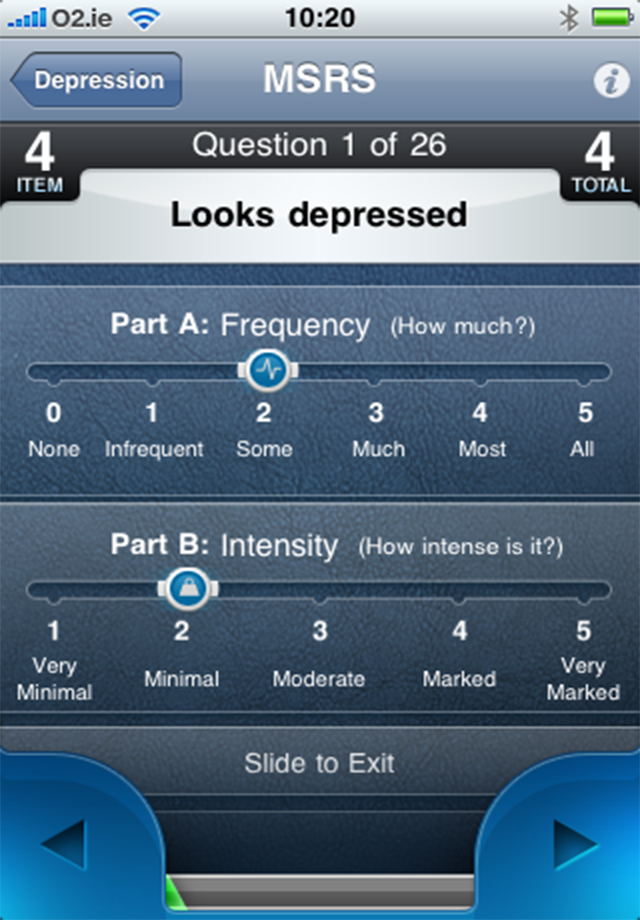 O2.ie 10:20
Depression MSRS i
4 Question 1 of 26 4
ITEM TOTAL
Looks depressed
Part A: Frequency (How much?)
0 1 2 3 4 5
None Infrequent Some Much Most All
Part B: Intensity (How intense is it?)
1 2 3 4 5
Very Minimal Minimal Moderate Marked Very Marked
Slide to Exit